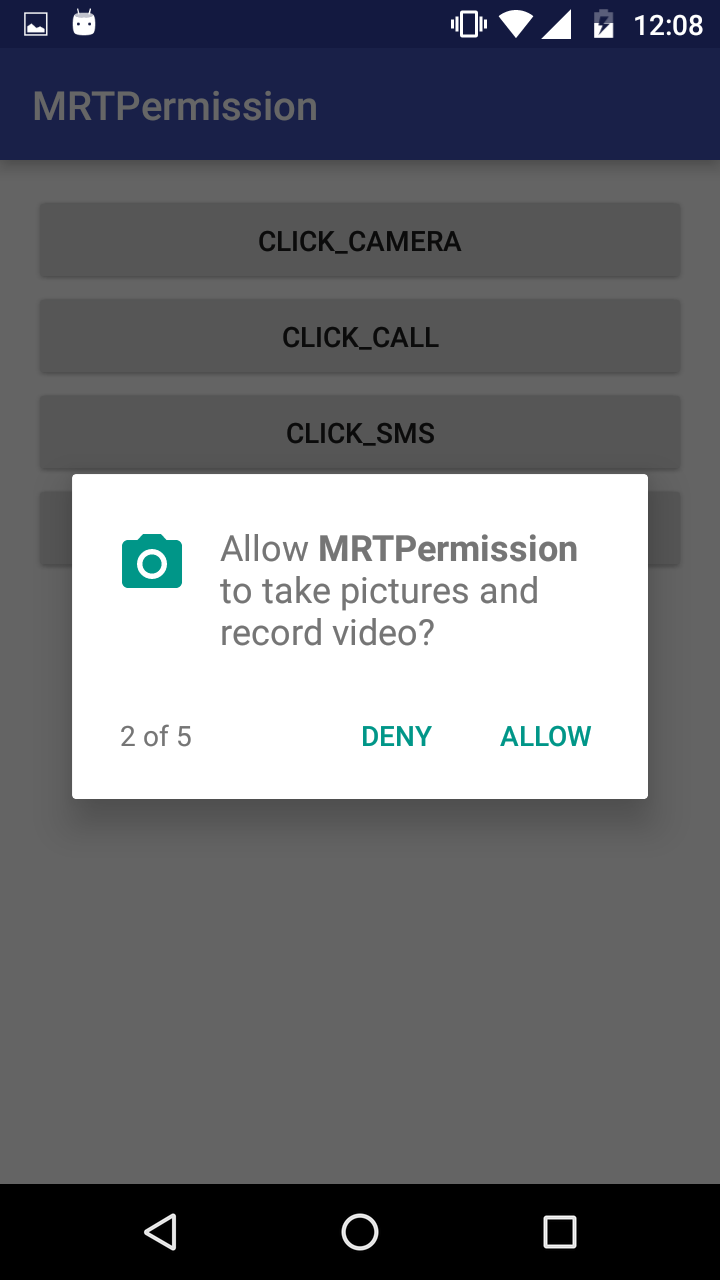 12:08
MRTPermission
CLICK_CAMERA
CLICK_CALL
CLICK_SMS
Allow MRTPermission
to take pictures and
record video?
2 of 5 DENY ALLOW